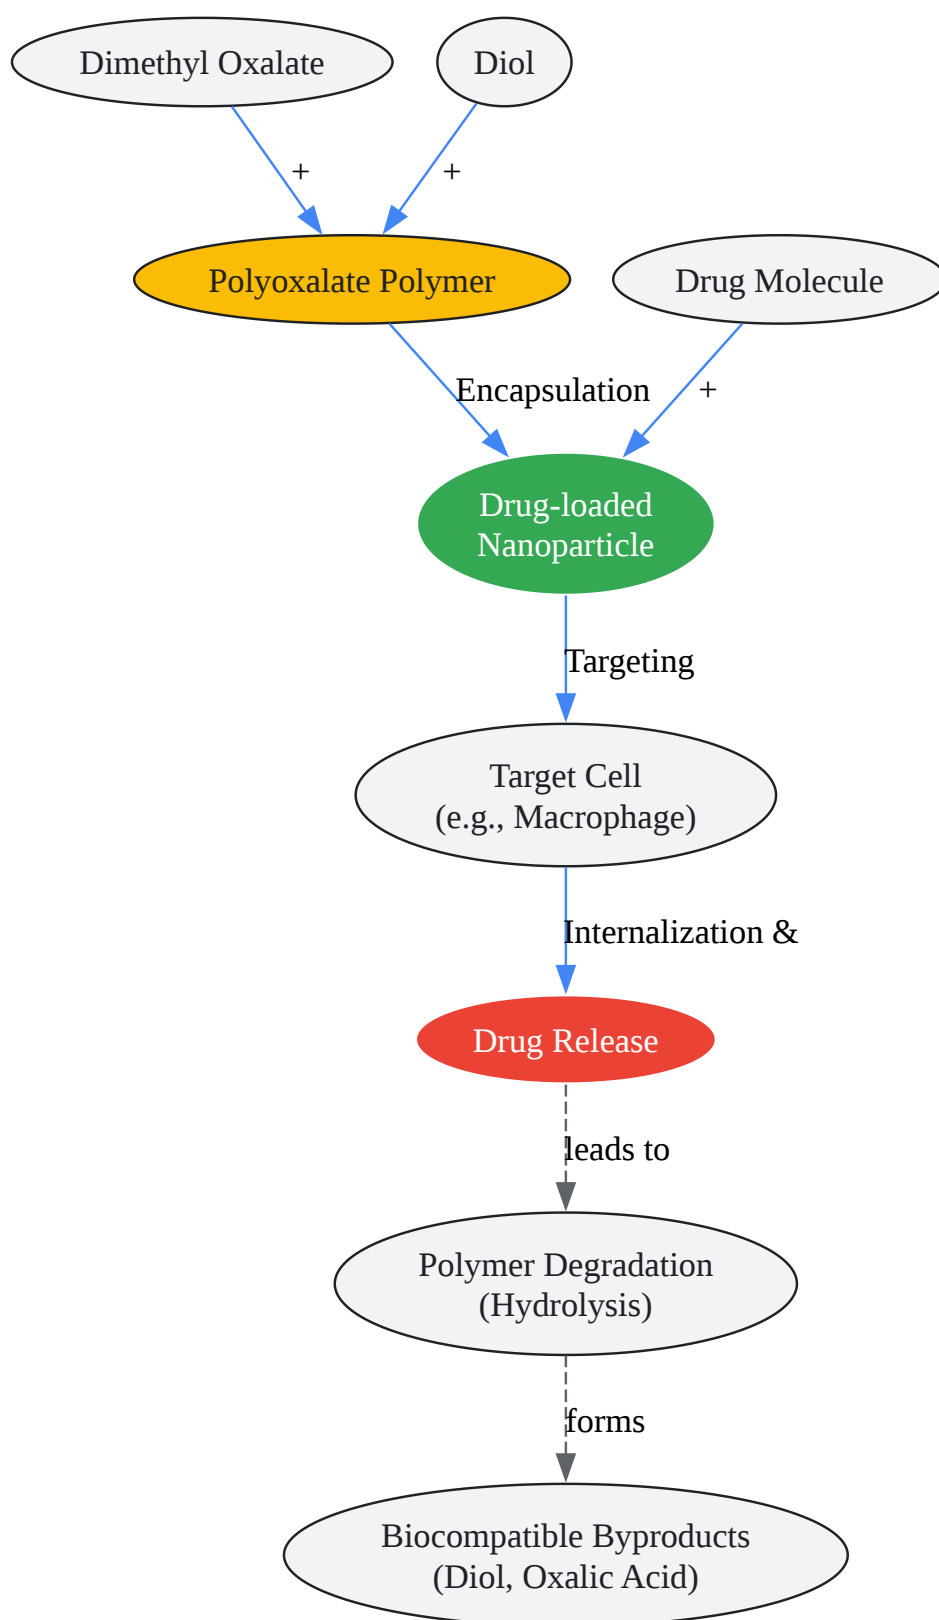 Dimethyl Oxalate
Diol
+
+
Polyoxalate Polymer
Drug Molecule
Encapsulation
+
Drug-loaded
Nanoparticle
Targeting
Target Cell
(e.g., Macrophage)
Internalization &
Drug Release
leads to
Polymer Degradation
(Hydrolysis)
forms
Biocompatible Byproducts
(Diol, Oxalic Acid)